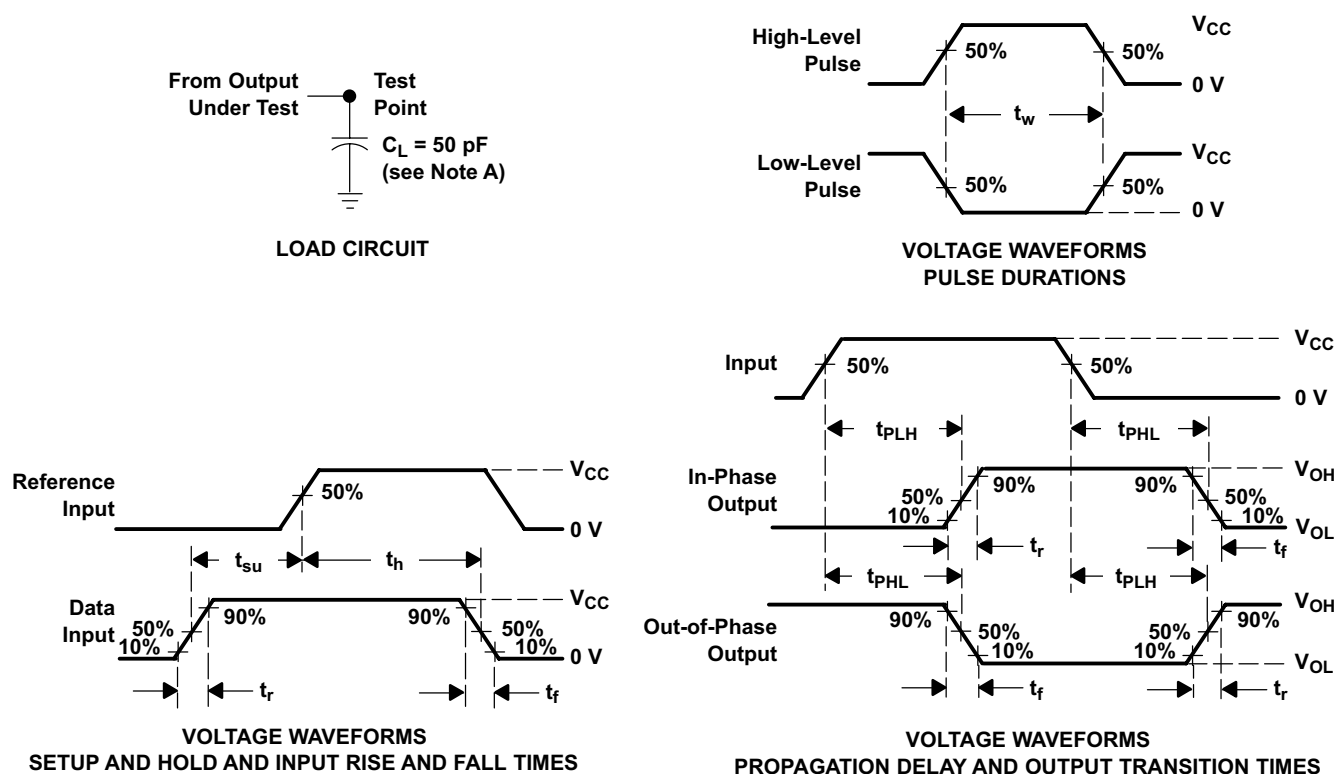 From Output
Under Test
Test
Point
CL = 50 pF
(see Note A)
LOAD CIRCUIT
High-Level
Pulse
50%
50%
VCC
0 V
tw
Low-Level
Pulse
50%
50%
VCC
0 V
VOLTAGE WAVEFORMS
PULSE DURATIONS
Reference
Input
50%
VCC
0 V
tsu
th
Data
Input
50%
10%
90%
90%
50%
10%
VCC
0 V
tr
tf
VOLTAGE WAVEFORMS
SETUP AND HOLD AND INPUT RISE AND FALL TIMES
Input
50%
50%
VCC
0 V
tPLH
tPHL
In-Phase
Output
50%
10%
90%
90%
50%
10%
VOH
VOL
tr
tf
tPHL
tPLH
Out-of-Phase
Output
90%
50%
10%
50%
10%
90%
VOH
VOL
tf
tr
VOLTAGE WAVEFORMS
PROPAGATION DELAY AND OUTPUT TRANSITION TIMES